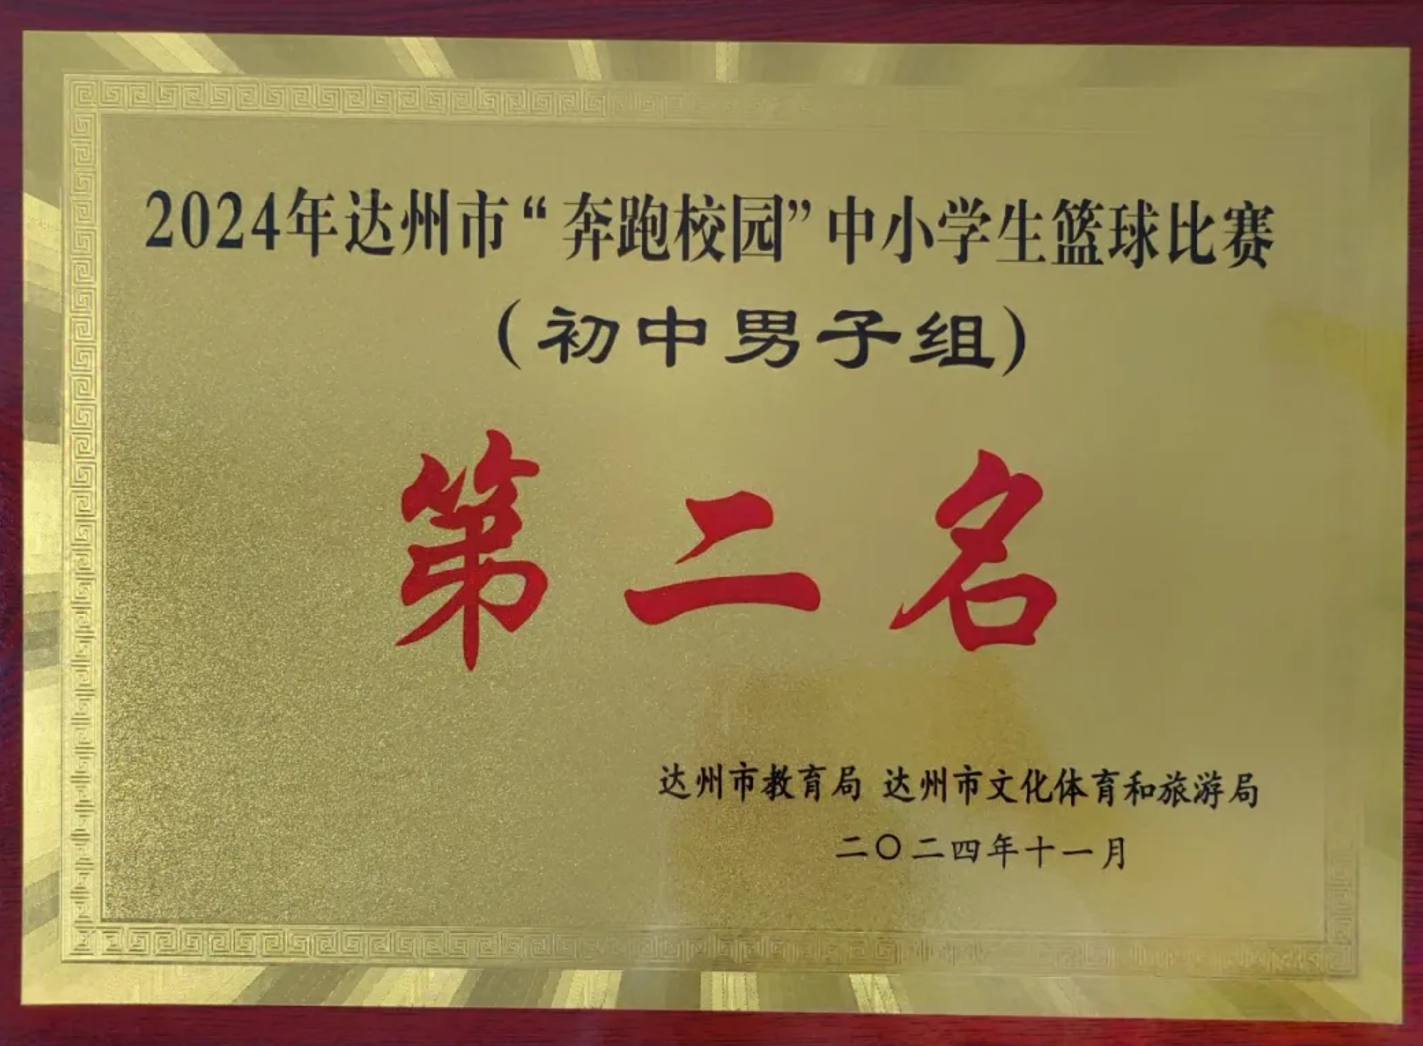 2024年达州市“奔跑校园”中小学生篮球比赛
（初中男子组）
第二名
达州市教育局 达州市文化体育和旅游局
二〇二四年十一月